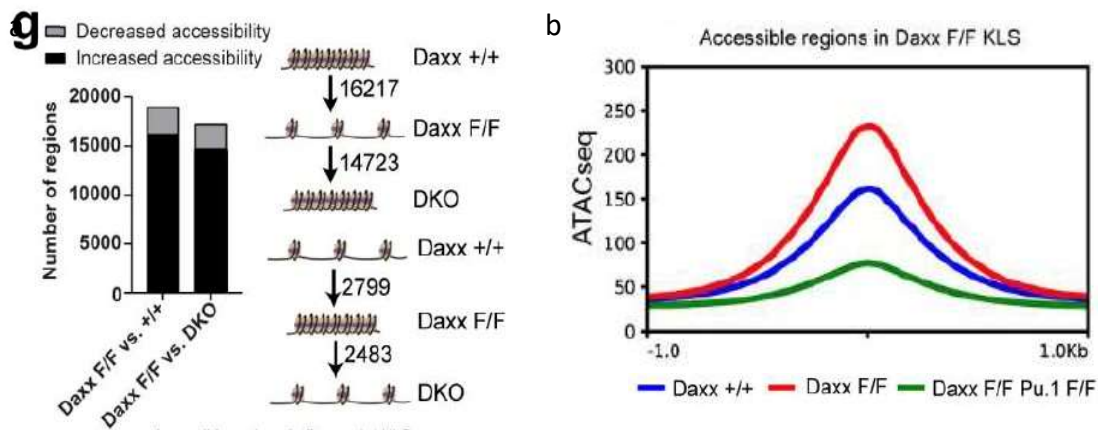 a
g
Decreased accessibility
Increased accessibility
Number of regions
20000
15000
10000
5000
0
Daxx F/F vs. +/+
Daxx F/F vs. DKO
Daxx +/+
16217
Daxx F/F
14723
DKO
Daxx +/+
2799
Daxx F/F
2483
DKO
b
Accessible regions in Daxx F/F KLS
ATACseq
300
250
200
150
100
50
0
-1.0
1.0Kb
Daxx +/+
Daxx F/F
Daxx F/F Pu.1 F/F